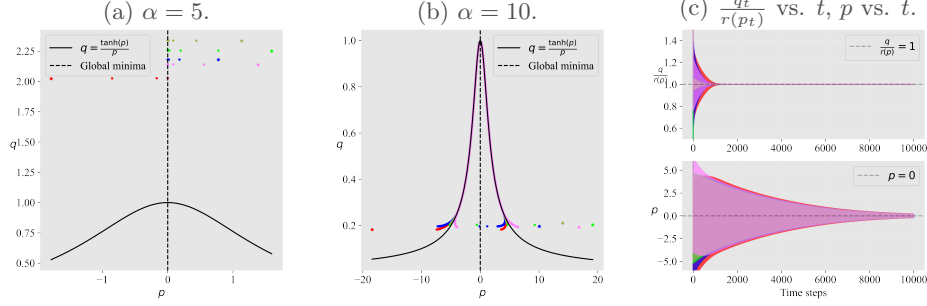 (a) α = 5.
q = tanh(p)/p
Global minima
2.25
2.00
1.75
1.50
1.25
1.00
0.75
0.50
q
−1
0
1
p
(b) α = 10.
q = tanh(p)/p
Global minima
1.0
0.8
0.6
0.4
0.2
q
−20
−10
0
10
20
p
(c) q_t/r(p_t) vs. t, p vs. t.
q/r(p) = 1
1.4
1.2
1.0
0.8
0.6
q/r(p)
0
2000
4000
6000
8000
10000
p = 0
5.0
2.5
0.0
−2.5
−5.0
p
0
2000
4000
6000
8000
10000
Time steps